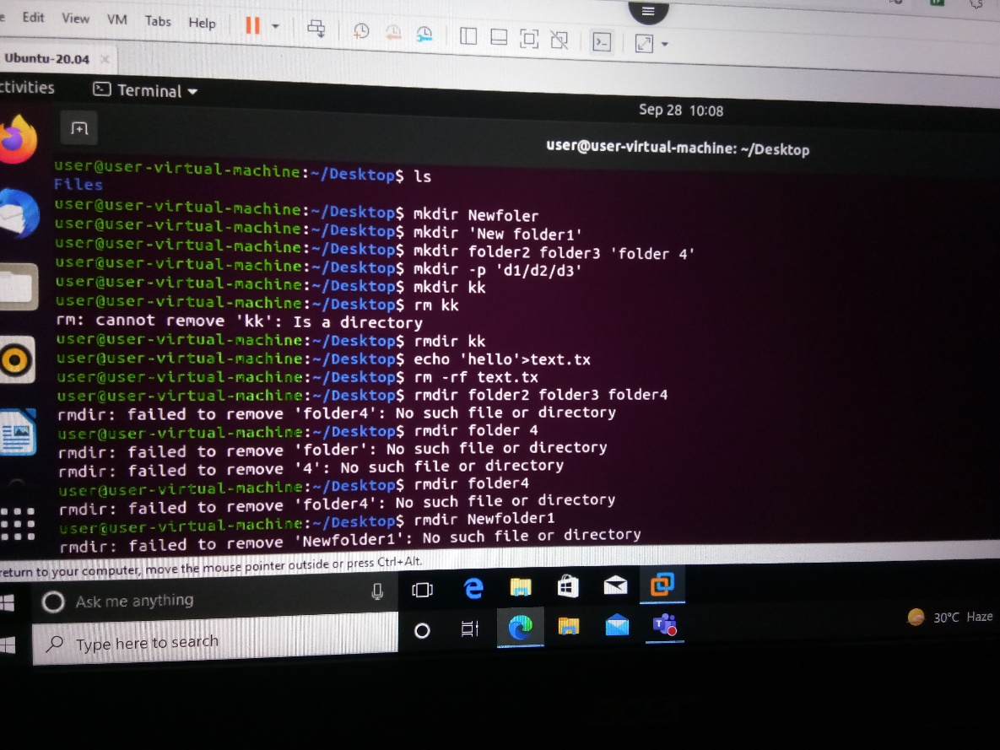 Edit View VM Tabs Help
Ubuntu-20.04
Terminal
Sep 28 10:08
user@user-virtual-machine: ~/Desktop
user@user-virtual-machine:~/Desktop$ ls
Files
user@user-virtual-machine:~/Desktop$ mkdir Newfoler
user@user-virtual-machine:~/Desktop$ mkdir 'New folder1'
user@user-virtual-machine:~/Desktop$ mkdir folder2 folder3 'folder 4'
user@user-virtual-machine:~/Desktop$ mkdir -p 'd1/d2/d3'
user@user-virtual-machine:~/Desktop$ mkdir kk
user@user-virtual-machine:~/Desktop$ rm kk
rm: cannot remove 'kk': Is a directory
user@user-virtual-machine:~/Desktop$ rmdir kk
user@user-virtual-machine:~/Desktop$ echo 'hello'>text.tx
user@user-virtual-machine:~/Desktop$ rm -rf text.tx
user@user-virtual-machine:~/Desktop$ rmdir folder2 folder3 folder4
rmdir: failed to remove 'folder4': No such file or directory
user@user-virtual-machine:~/Desktop$ rmdir folder 4
rmdir: failed to remove 'folder': No such file or directory
rmdir: failed to remove '4': No such file or directory
user@user-virtual-machine:~/Desktop$ rmdir folder4
rmdir: failed to remove 'folder4': No such file or directory
user@user-virtual-machine:~/Desktop$ rmdir Newfolder1
rmdir: failed to remove 'Newfolder1': No such file or directory
return to your computer, move the mouse pointer outside or press Ctrl+Alt.
Ask me anything
Type here to search
30°C Haze